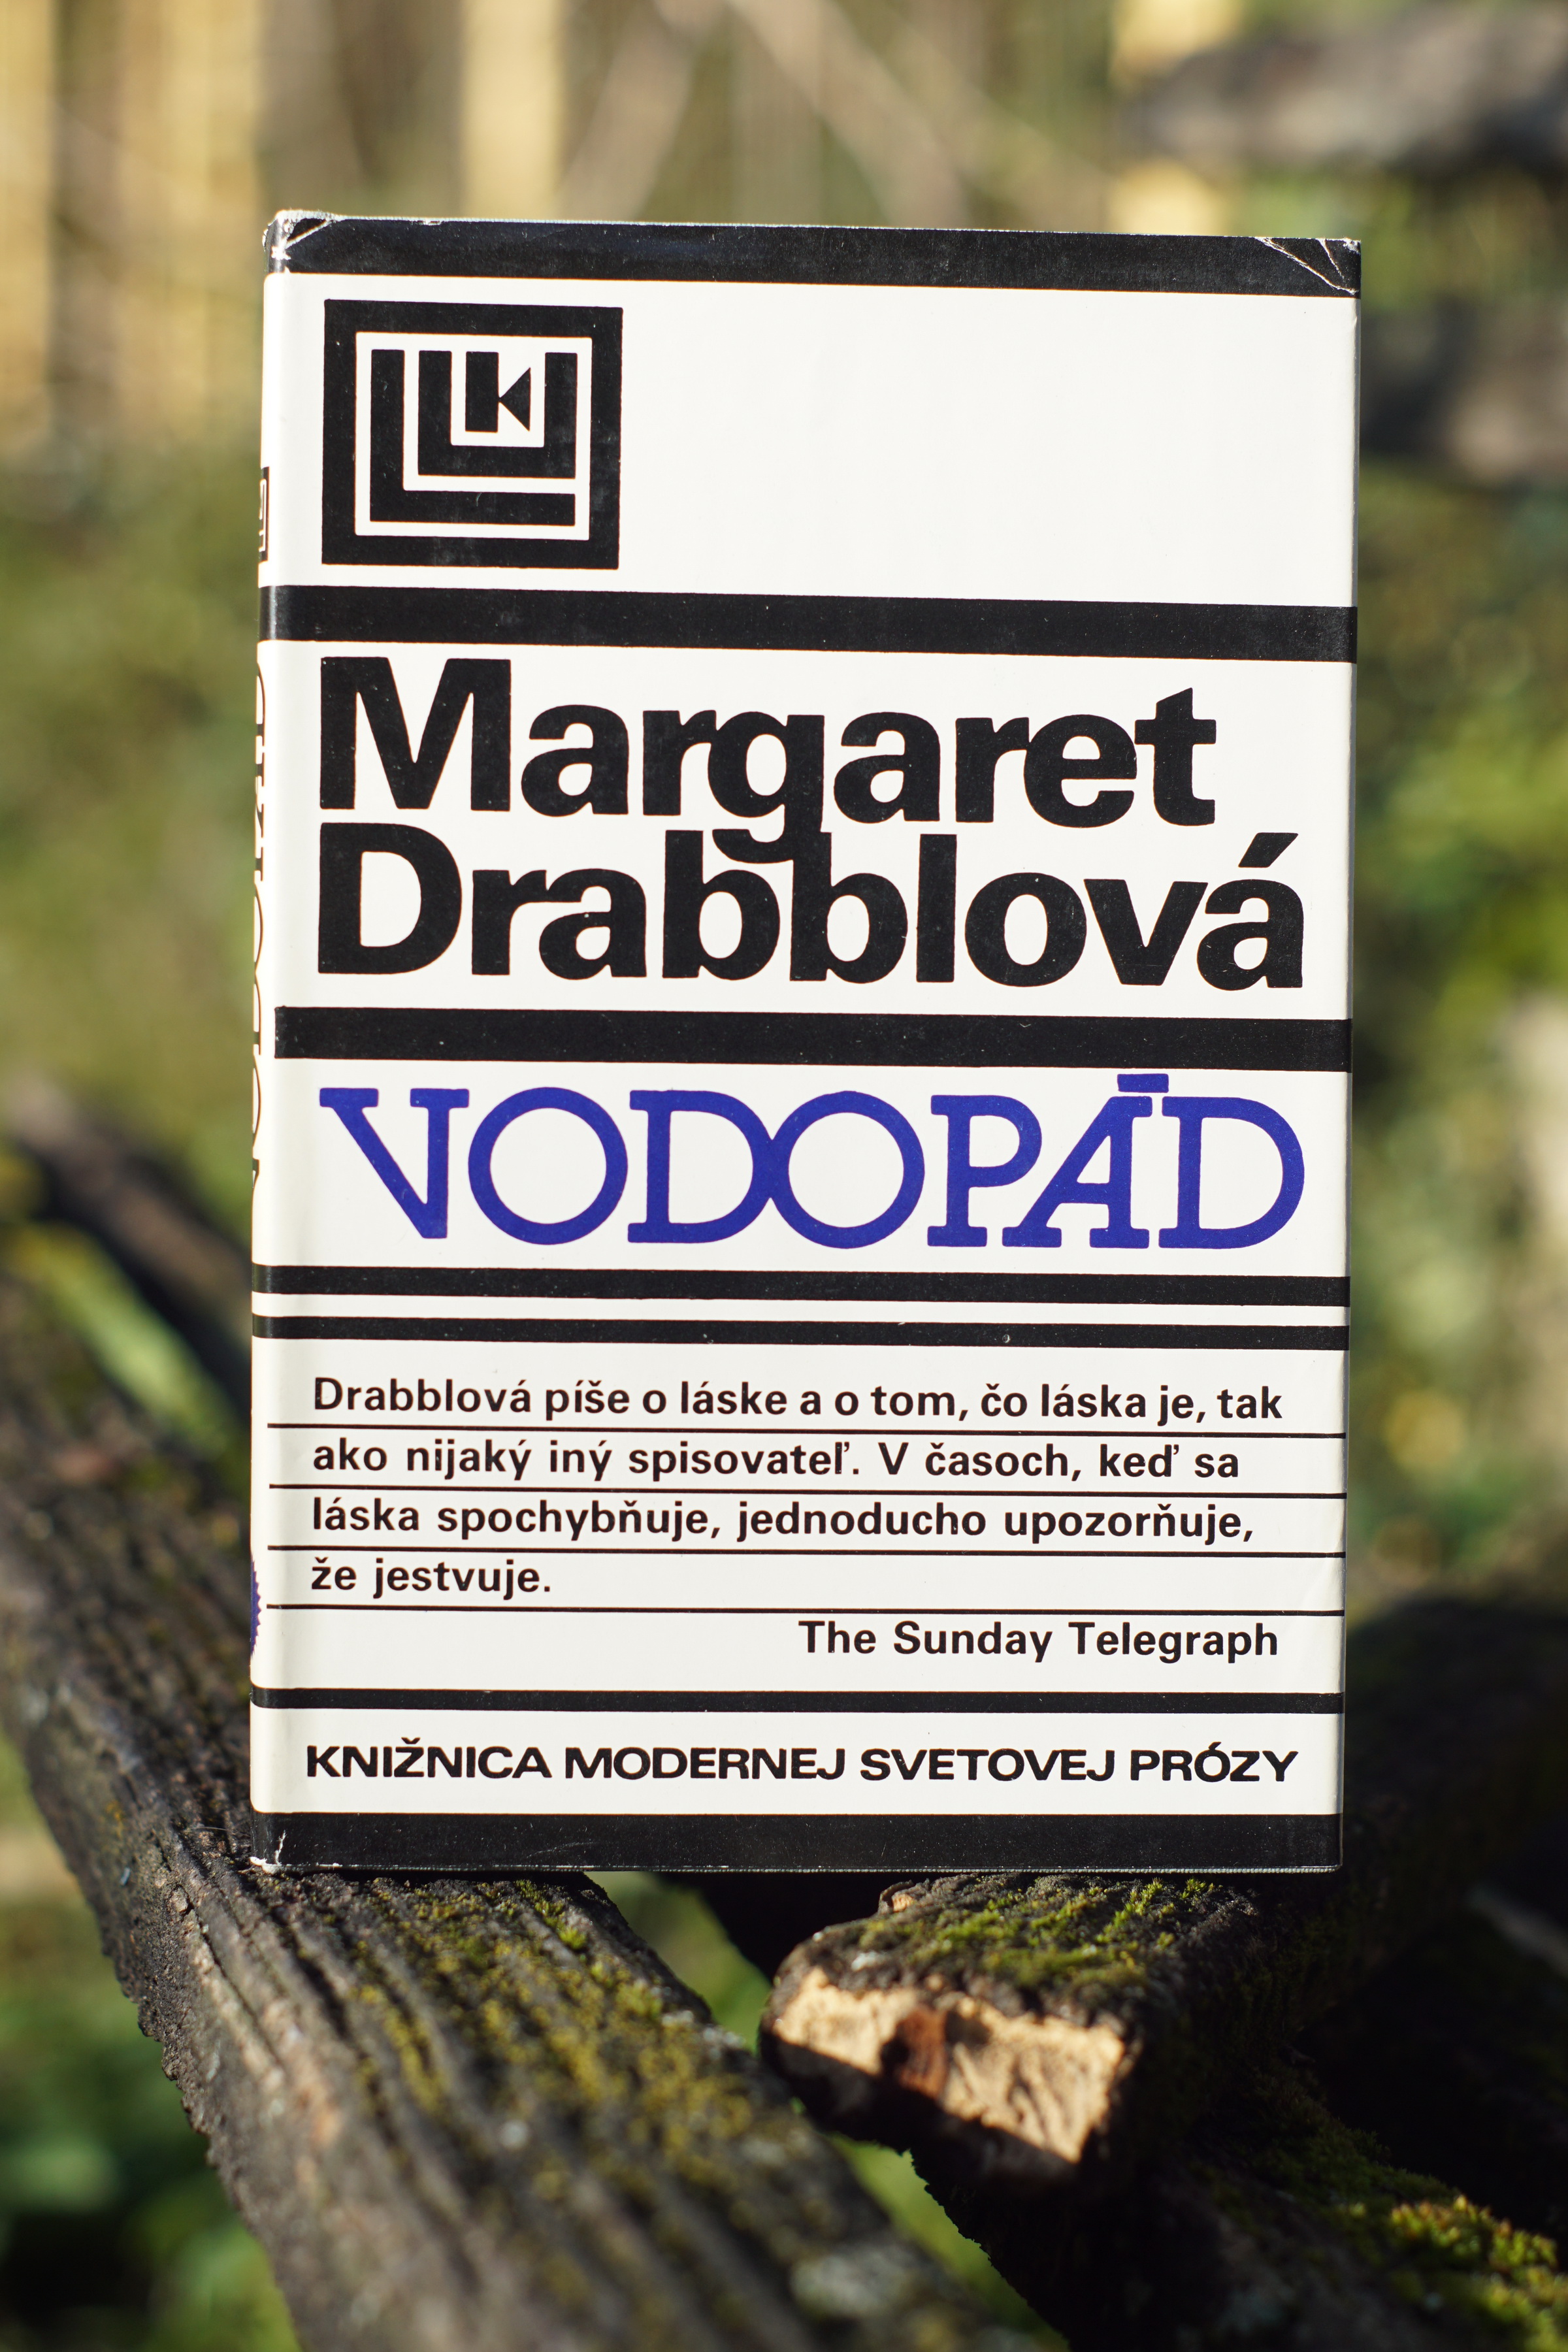 Margaret
Drabblová
VODOPÁD
Drabblová píše o láske a o tom, čo láska je, tak
ako nijaký iný spisovateľ. V časoch, keď sa
láska spochybňuje, jednoducho upozorňuje,
že jestvuje.
The Sunday Telegraph
KNIŽNICA MODERNEJ SVETOVEJ PRÓZY